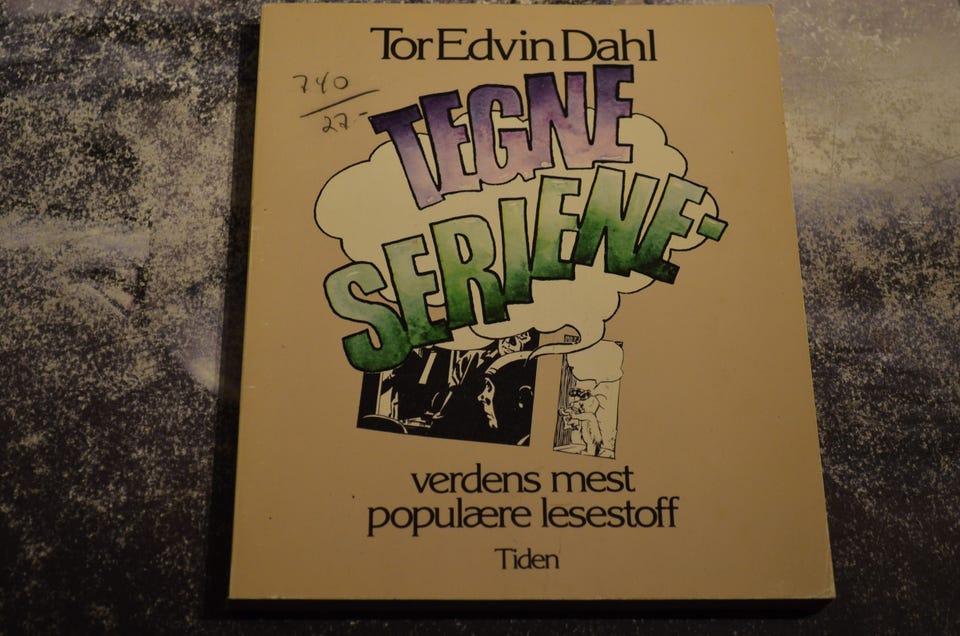 Tor Edvin Dahl
740
27-
TEGNE
SERIENE-
verdens mest
populære lesestoff
Tiden